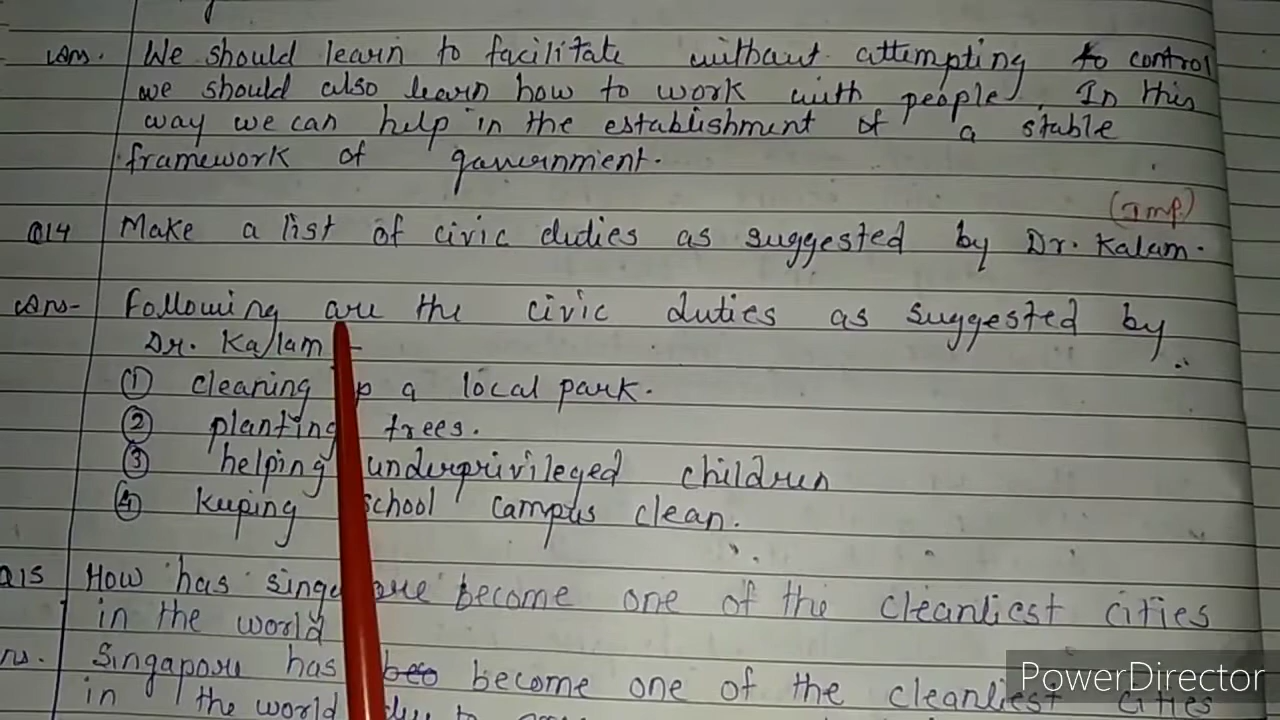 Ans. We should learn to facilitate without attempting to control
we should also learn how to work with people. In this
way we can help in the establishment of a stable
framework of government.
(Imp.)
Q14 Make a list of civic duties as suggested by Dr. Kalam.
Ans- Following are the civic duties as suggested by
Dr. Kalam -
① cleaning up a local park.
② planting trees.
③ helping underprivileged children
④ keeping school campus clean.
Q15 How has Singapore become one of the cleanliest cities
in the world
Singapore has become one of the cleanliest cities
in the world
PowerDirector